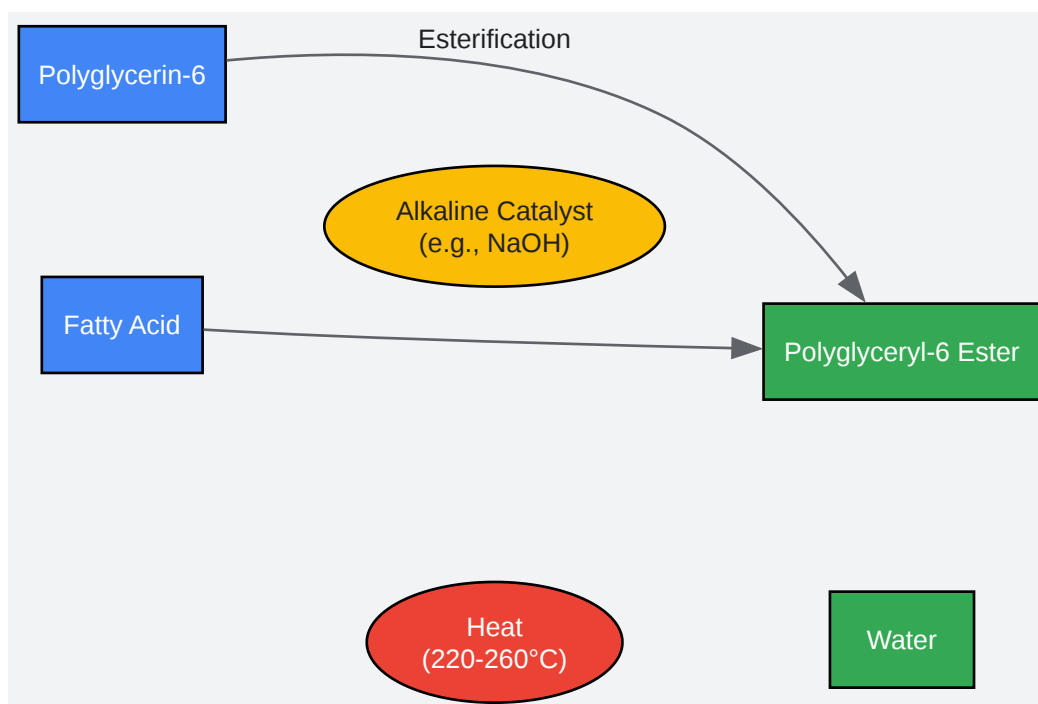 Esterification
Polyglycerin-6
Alkaline Catalyst
(e.g., NaOH)
Fatty Acid
Polyglyceryl-6 Ester
Heat
(220-260°C)
Water